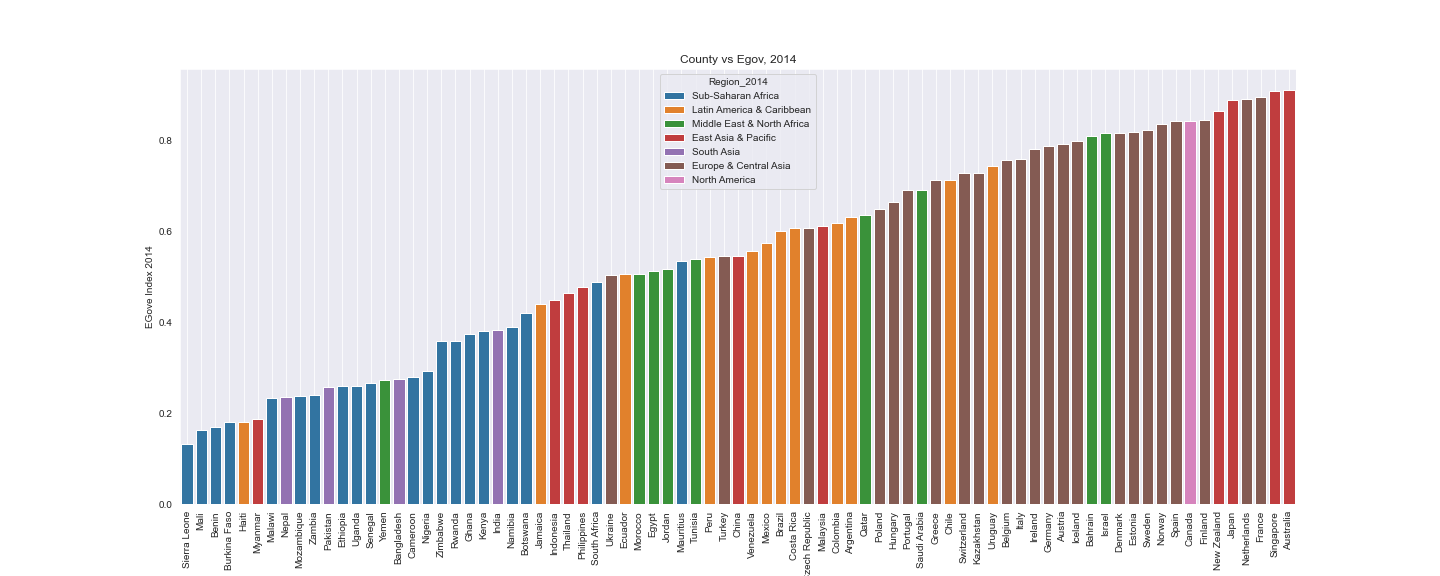 County vs Egov, 2014
Region_2014
Sub-Saharan Africa
Latin America & Caribbean
Middle East & North Africa
East Asia & Pacific
South Asia
Europe & Central Asia
North America
EGove Index 2014
0.8
0.6
0.4
0.2
0.0
Sierra Leone
Mali
Benin
Burkina Faso
Haiti
Myanmar
Malawi
Nepal
Mozambique
Zambia
Pakistan
Ethiopia
Uganda
Senegal
Yemen
Bangladesh
Cameroon
Nigeria
Zimbabwe
Rwanda
Ghana
Kenya
India
Namibia
Botswana
Jamaica
Indonesia
Thailand
Philippines
South Africa
Ukraine
Ecuador
Morocco
Egypt
Jordan
Mauritius
Tunisia
Peru
Turkey
China
Venezuela
Mexico
Brazil
Costa Rica
zech Republic
Malaysia
Colombia
Argentina
Qatar
Poland
Hungary
Portugal
Saudi Arabia
Greece
Chile
Switzerland
Kazakhstan
Uruguay
Belgium
Italy
Ireland
Germany
Austria
Iceland
Bahrain
Israel
Denmark
Estonia
Sweden
Norway
Spain
Canada
Finland
New Zealand
Japan
Netherlands
France
Singapore
Australia